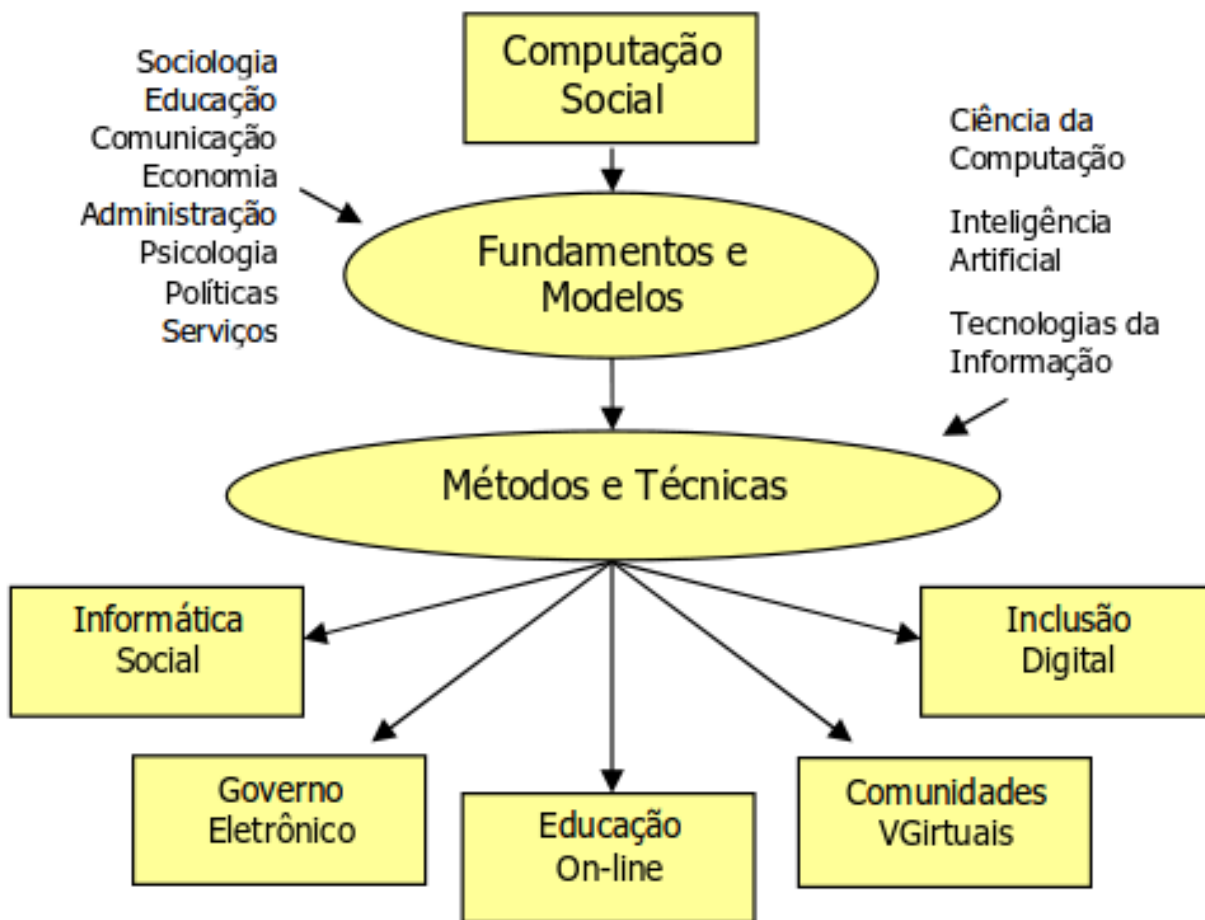 Computação
Social
Sociologia
Educação
Comunicação
Economia
Administração
Psicologia
Políticas
Serviços
Ciência da
Computação
Inteligência
Artificial
Tecnologias da
Informação
Fundamentos e
Modelos
Métodos e Técnicas
Informática
Social
Governo
Eletrônico
Educação
On-line
Comunidades
VGirtuais
Inclusão
Digital